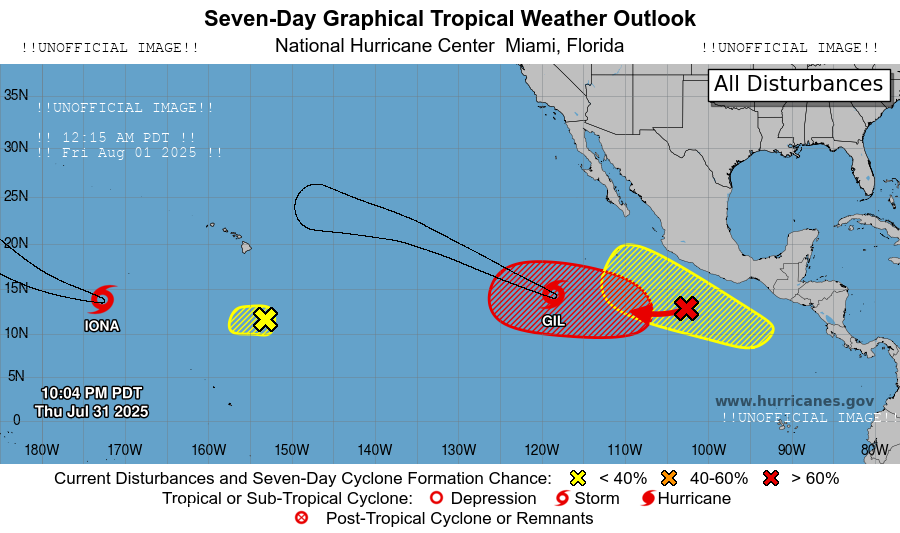 Seven-Day Graphical Tropical Weather Outlook
!!UNOFFICIAL IMAGE!! National Hurricane Center Miami, Florida !!UNOFFICIAL IMAGE!!
All Disturbances
35N
!!UNOFFICIAL IMAGE!!
!! 12:15 AM PDT !!
30N
!! Fri Aug 01 2025 !!
25N
20N
15N
IONA
GIL
10N
5N
10:04 PM PDT
Thu Jul 31 2025
www.hurricanes.gov
!!UNOFFICIAL IMAGE!!
0
180W 170W 160W 150W 140W 130W 120W 110W 100W 90W 80W
Current Disturbances and Seven-Day Cyclone Formation Chance: < 40% 40-60% > 60%
Tropical or Sub-Tropical Cyclone: Depression Storm Hurricane
Post-Tropical Cyclone or Remnants